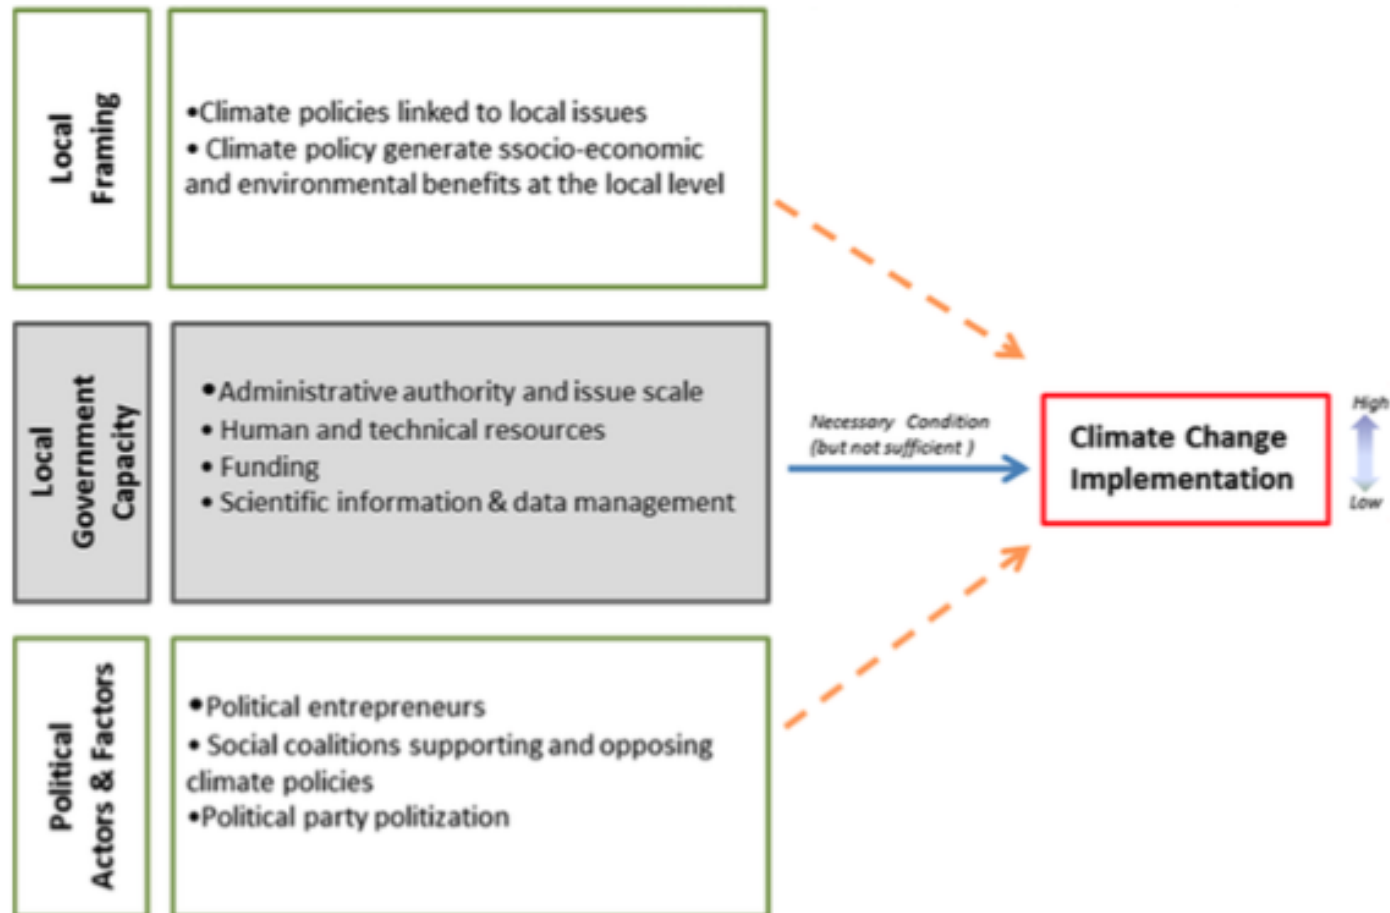 Local
Framing
•Climate policies linked to local issues
• Climate policy generate ssocio-economic
and environmental benefits at the local level
Local
Government
Capacity
•Administrative authority and issue scale
• Human and technical resources
• Funding
• Scientific information & data management
Necessary Condition
(but not sufficient )
Climate Change
Implementation
High
Low
Political
Actors & Factors
•Political entrepreneurs
• Social coalitions supporting and opposing
climate policies
•Political party politization